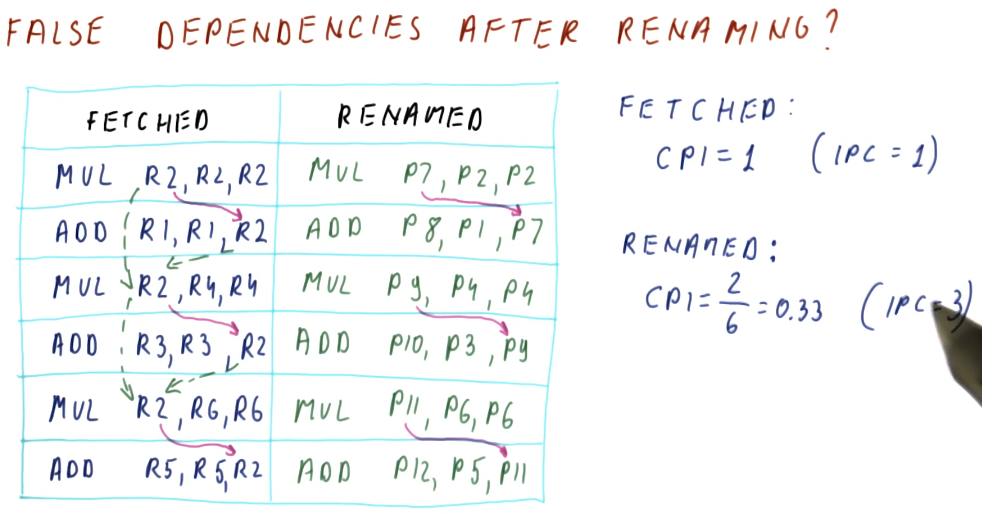 FALSE DEPENDENCIES AFTER RENAMING?
FETCHED RENAMED
MUL R2, R2, R2 MUL P7, P2, P2
ADD R1, R1, R2 ADD P8, P1, P7
MUL R2, R4, R4 MUL P9, P4, P4
ADD R3, R3, R2 ADD P10, P3, P9
MUL R2, R6, R6 MUL P11, P6, P6
ADD R5, R5, R2 ADD P12, P5, P11
FETCHED:
CPI = 1 (IPC = 1)
RENAMED:
CPI = 2/6 = 0.33 (IPC = 3)